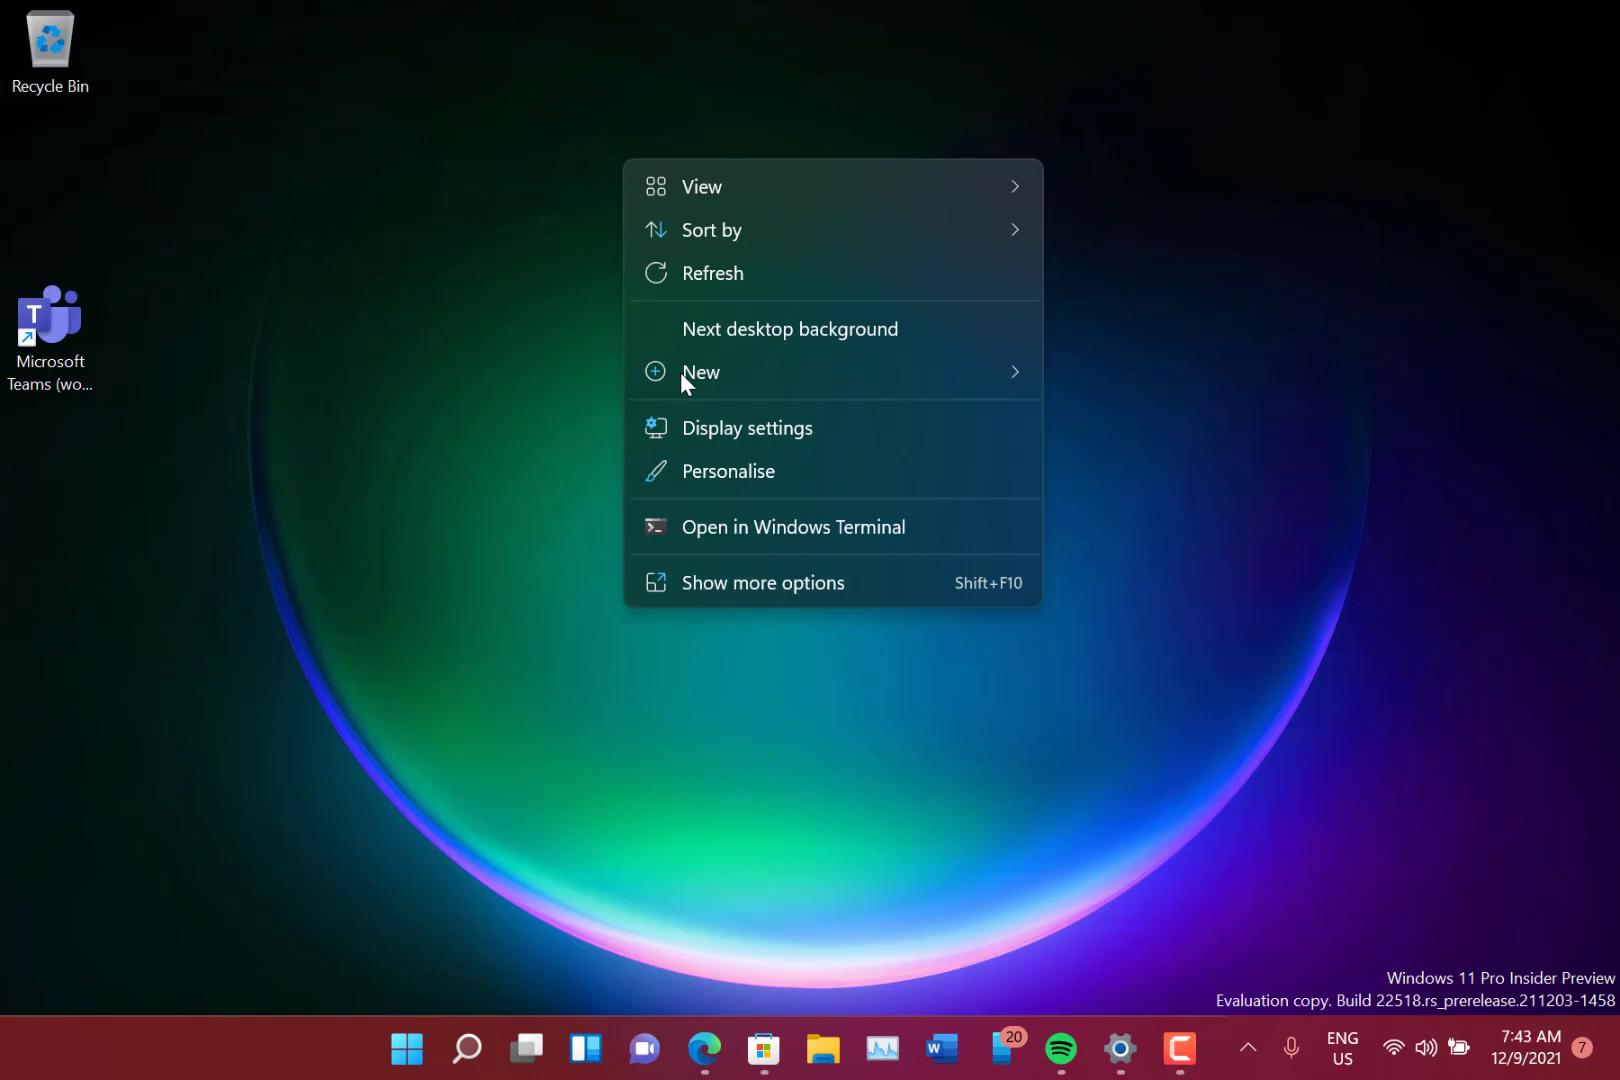 Recycle Bin
T
Microsoft
Teams (wo...
View
Sort by
Refresh
Next desktop background
New
Display settings
Personalise
Open in Windows Terminal
Show more options Shift+F10
Windows 11 Pro Insider Preview
Evaluation copy. Build 22518.rs_prerelease.211203-1458
W
20
ENG
US
7:43 AM
12/9/2021
7